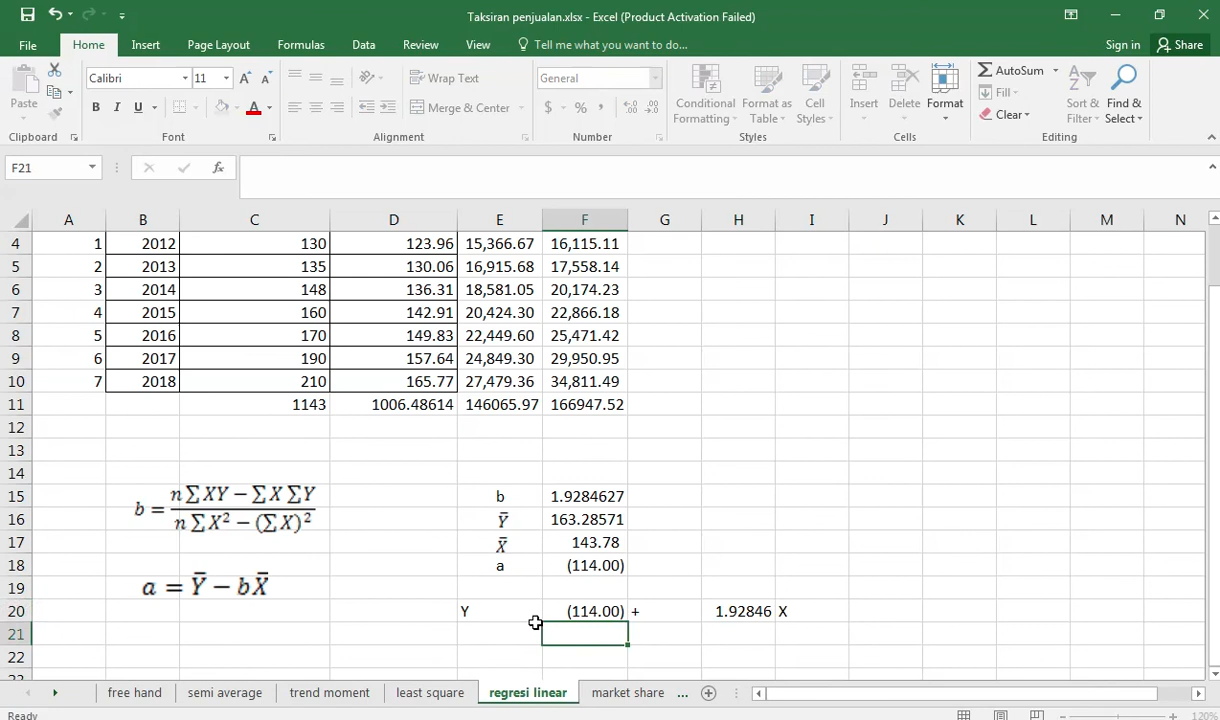 Taksiran penjualan.xlsx - Excel (Product Activation Failed)
File Home Insert Page Layout Formulas Data Review View Tell me what you want to do... Sign in Share
Paste Calibri 11 Wrap Text General Conditional Formatting Format as Table Cell Styles Insert Delete Format AutoSum Sort & Filter Find & Select
B I U A Merge & Center $ % , Fill
Clear
Clipboard Font Alignment Number Styles Cells Editing
F21 fx
A B C D E F G H I J K L M N
4 1 2012 130 123.96 15,366.67 16,115.11
5 2 2013 135 130.06 16,915.68 17,558.14
6 3 2014 148 136.31 18,581.05 20,174.23
7 4 2015 160 142.91 20,424.30 22,866.18
8 5 2016 170 149.83 22,449.60 25,471.42
9 6 2017 190 157.64 24,849.30 29,950.95
10 7 2018 210 165.77 27,479.36 34,811.49
11 1143 1006.48614 146065.97 166947.52
12
13
14
15 b 1.9284627
b = n ∑ XY − ∑ X ∑ Y / n ∑ X² − (∑ X)²
16 Ȳ 163.28571
17 X̄ 143.78
18 a (114.00)
a = Ȳ − bX̄
19
20 Y (114.00) + 1.92846 X
21
22
free hand semi average trend moment least square regresi linear market share ...
Ready 120%